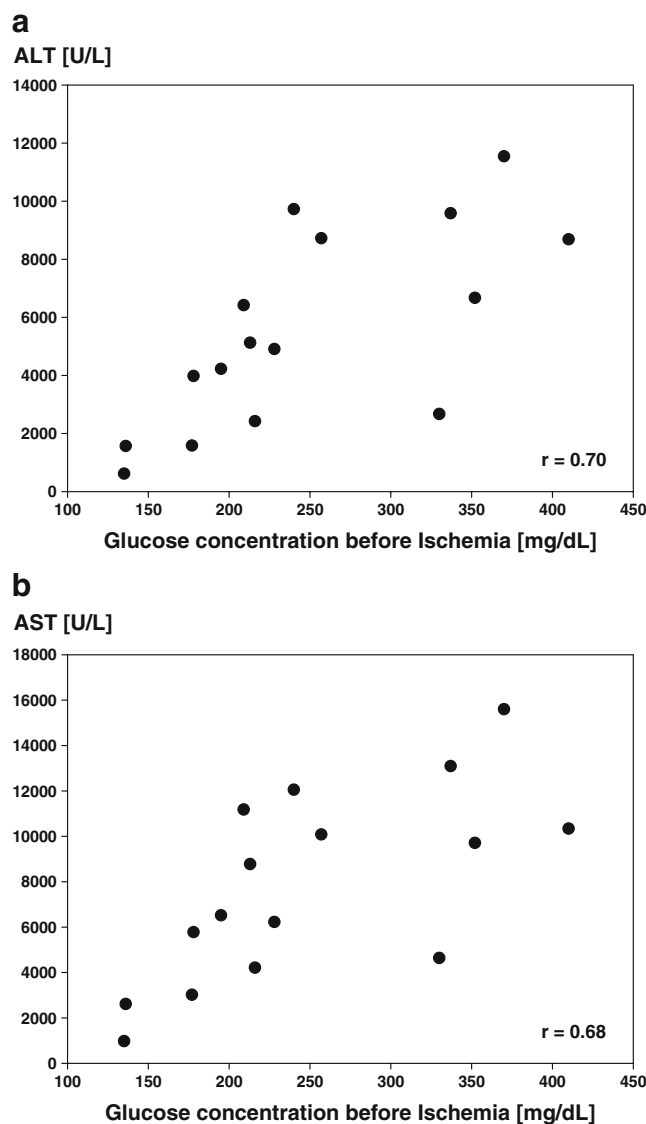 a
ALT [U/L]
14000
12000
10000
8000
6000
4000
2000
0
r = 0.70
100 150 200 250 300 350 400 450
Glucose concentration before Ischemia [mg/dL]
b
AST [U/L]
18000
16000
14000
12000
10000
8000
6000
4000
2000
0
r = 0.68
100 150 200 250 300 350 400 450
Glucose concentration before Ischemia [mg/dL]